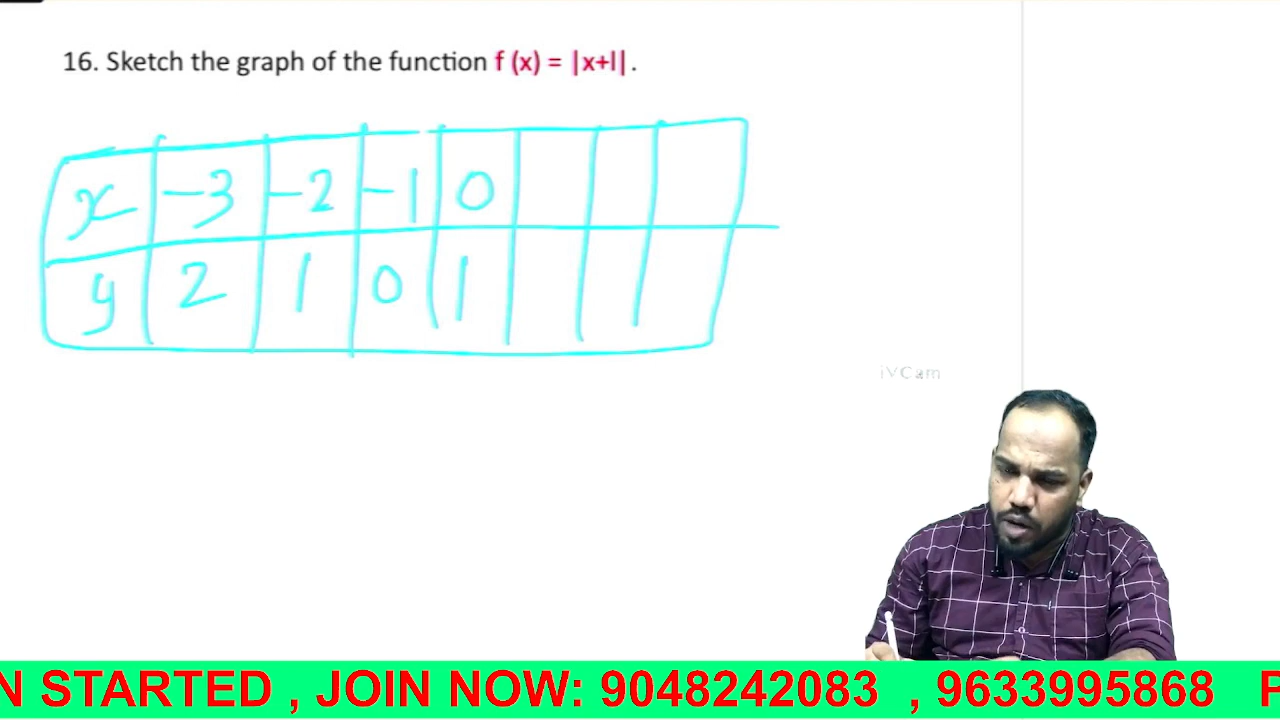 16. Sketch the graph of the function f (x) = |x+l|.
x -3 -2 -1 0
y 2 1 0 1
iVCam
N STARTED , JOIN NOW: 9048242083 , 9633995868 P